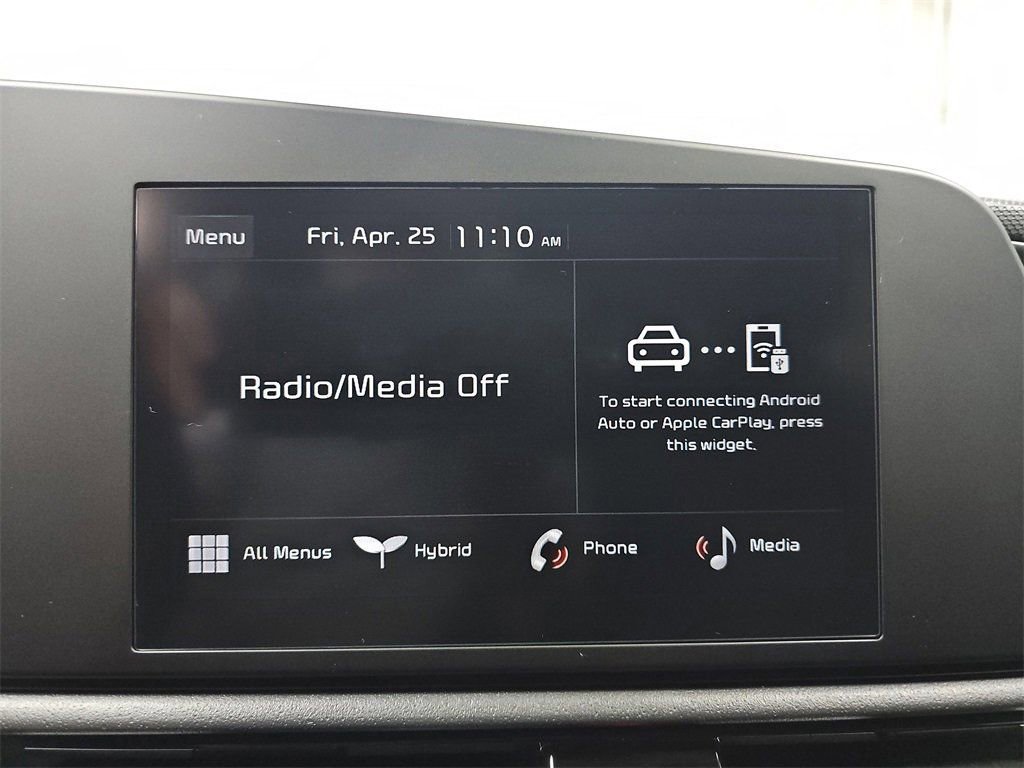 Menu
Fri, Apr. 25 11:10 AM
Radio/Media Off
To start connecting Android
Auto or Apple CarPlay, press
this widget.
All Menus
Hybrid
Phone
Media